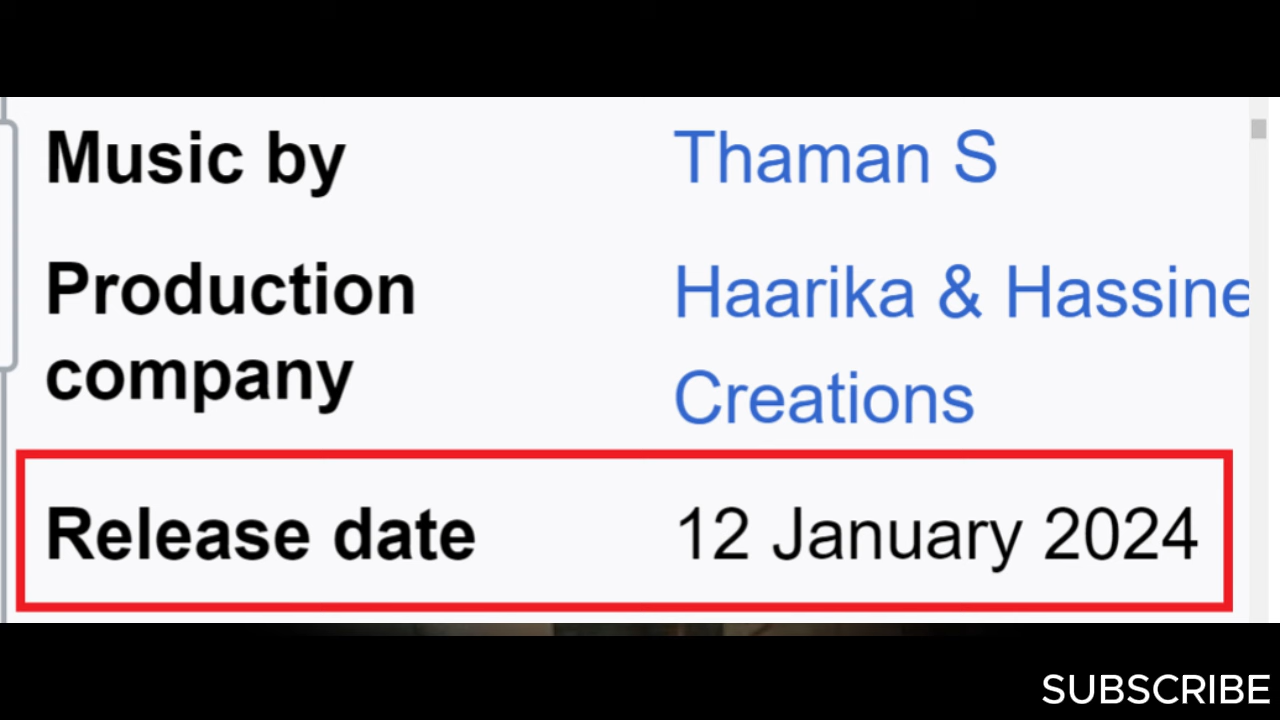 Music by Thaman S
Production Haarika & Hassine
company Creations
Release date 12 January 2024
SUBSCRIBE